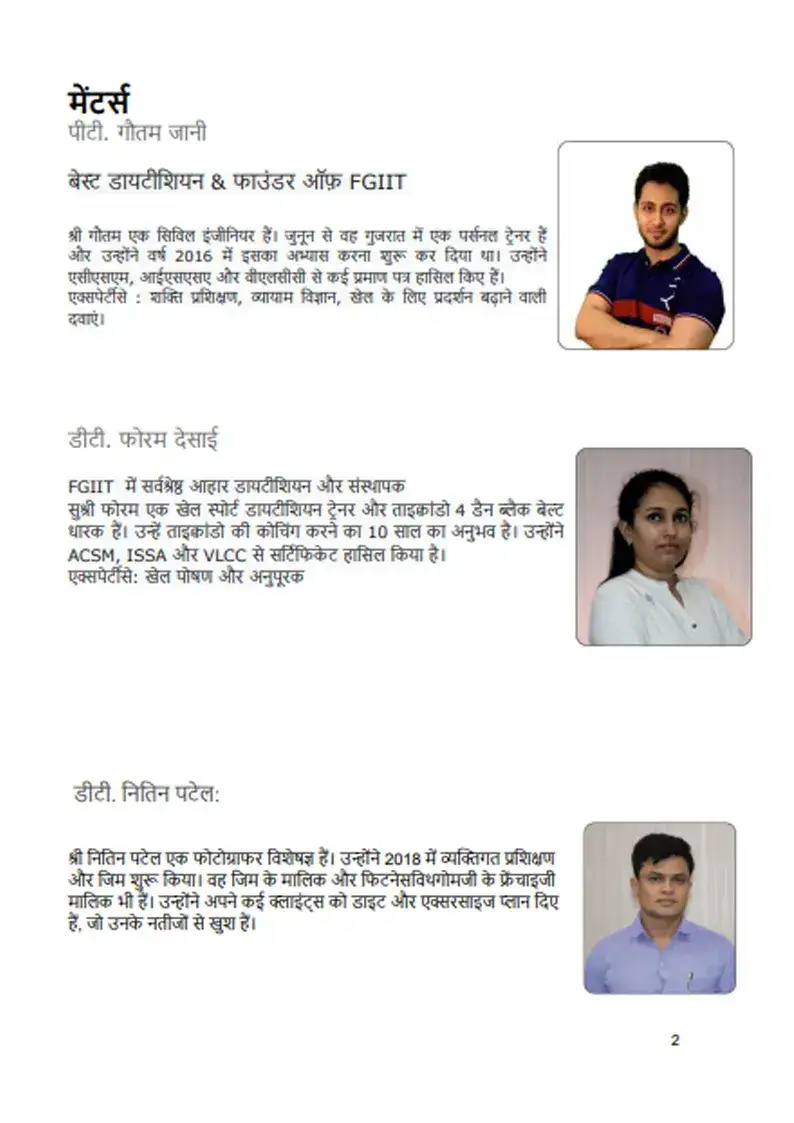 मेंटर्स
पीटी. गौतम जानी
बेस्ट डायटीशियन & फाउंडर ऑफ़ FGIIT
श्री गौतम एक सिविल इंजीनियर हैं। जुनून से वह गुजरात में एक पर्सनल ट्रेनर हैं
और उन्होंने वर्ष 2016 में इसका अभ्यास करना शुरू कर दिया था। उन्होंने
एसीएसएम, आईएसएसए और वीएलसीसी से कई प्रमाण पत्र हासिल किए हैं।
एक्सपेर्टीसे : शक्ति प्रशिक्षण, व्यायाम विज्ञान, खेल के लिए प्रदर्शन बढ़ाने वाली
दवाएं।
डीटी. फोरम देसाई
FGIIT में सर्वश्रेष्ठ आहार डायटीशियन और संस्थापक
सुश्री फोरम एक खेल स्पोर्ट डायटीशियन ट्रेनर और ताइक्वांडो 4 डैन ब्लैक बेल्ट
धारक हैं। उन्हें ताइक्वांडो की कोचिंग करने का 10 साल का अनुभव है। उन्होंने
ACSM, ISSA और VLCC से सर्टिफिकेट हासिल किया है।
एक्सपेर्टीसे: खेल पोषण और अनुपूरक
डीटी. नितिन पटेल:
श्री नितिन पटेल एक फोटोग्राफर विशेषज्ञ हैं। उन्होंने 2018 में व्यक्तिगत प्रशिक्षण
और जिम शुरू किया। वह जिम के मालिक और फिटनेसविथगोमजी के फ्रेंचाइजी
मालिक भी हैं। उन्होंने अपने कई क्लाइंट्स को डाइट और एक्सरसाइज प्लान दिए
हैं, जो उनके नतीजों से खुश हैं।
2